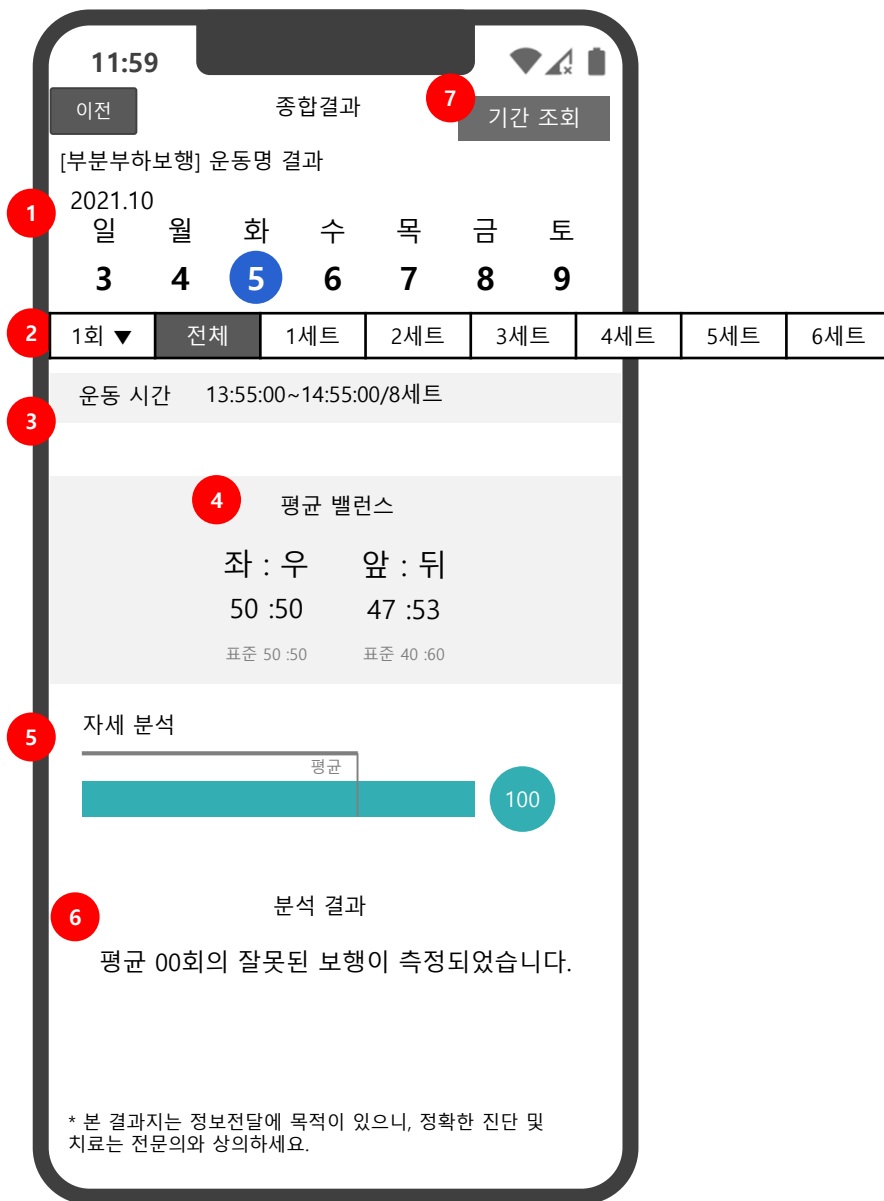 11:59
이전
종합결과
7
기간 조회
[부분부하보행] 운동명 결과
1
2021.10
일 월 화 수 목 금 토
3 4 5 6 7 8 9
2
1회 ▼ 전체 1세트 2세트 3세트 4세트 5세트 6세트
운동 시간 13:55:00~14:55:00/8세트
3
4
평균 밸런스
좌 : 우 앞 : 뒤
50 :50 47 :53
표준 50 :50 표준 40 :60
5
자세 분석
평균
100
6
분석 결과
평균 00회의 잘못된 보행이 측정되었습니다.
* 본 결과지는 정보전달에 목적이 있으니, 정확한 진단 및
치료는 전문의와 상의하세요.